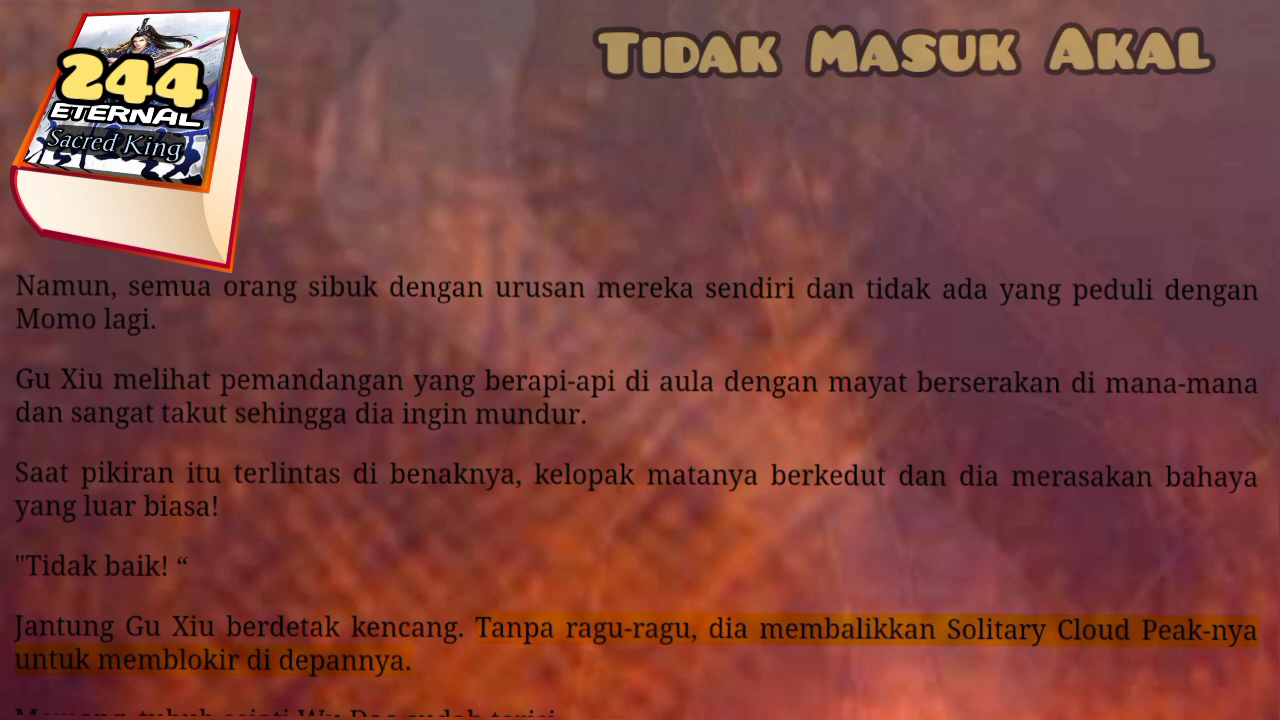 244
ETERNAL
Sacred King
Tidak Masuk Akal
Namun, semua orang sibuk dengan urusan mereka sendiri dan tidak ada yang peduli dengan
Momo lagi.
Gu Xiu melihat pemandangan yang berapi-api di aula dengan mayat berserakan di mana-mana
dan sangat takut sehingga dia ingin mundur.
Saat pikiran itu terlintas di benaknya, kelopak matanya berkedut dan dia merasakan bahaya
yang luar biasa!
"Tidak baik! “
Jantung Gu Xiu berdetak kencang. Tanpa ragu-ragu, dia membalikkan Solitary Cloud Peak-nya
untuk memblokir di depannya.